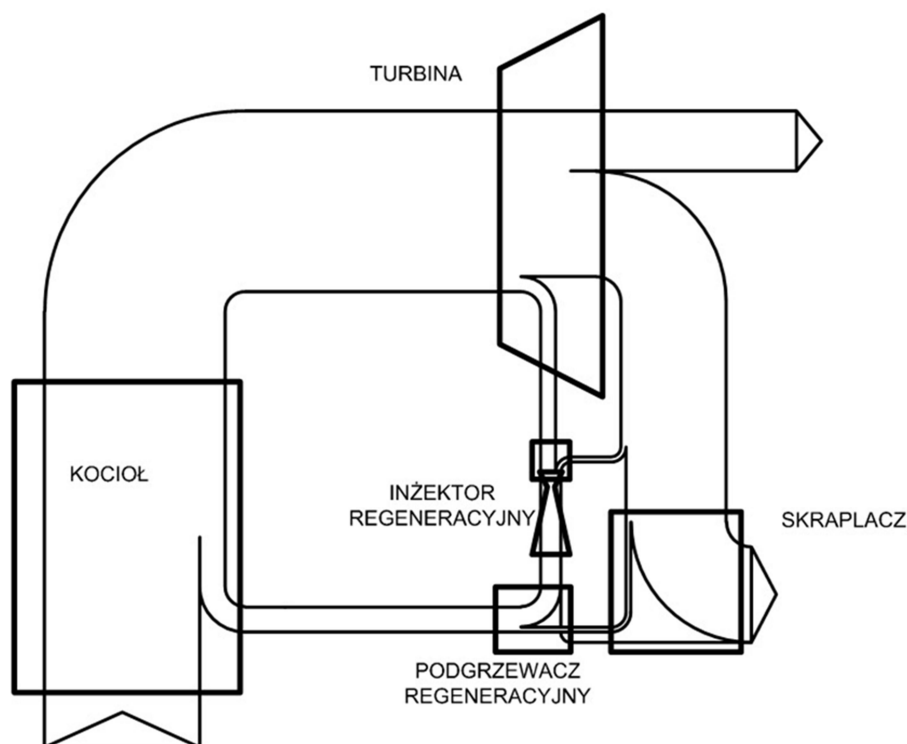 TURBINA
KOCIOŁ
INŻEKTOR
REGENERACYJNY
SKRAPLACZ
PODGRZEWACZ
REGENERACYJNY